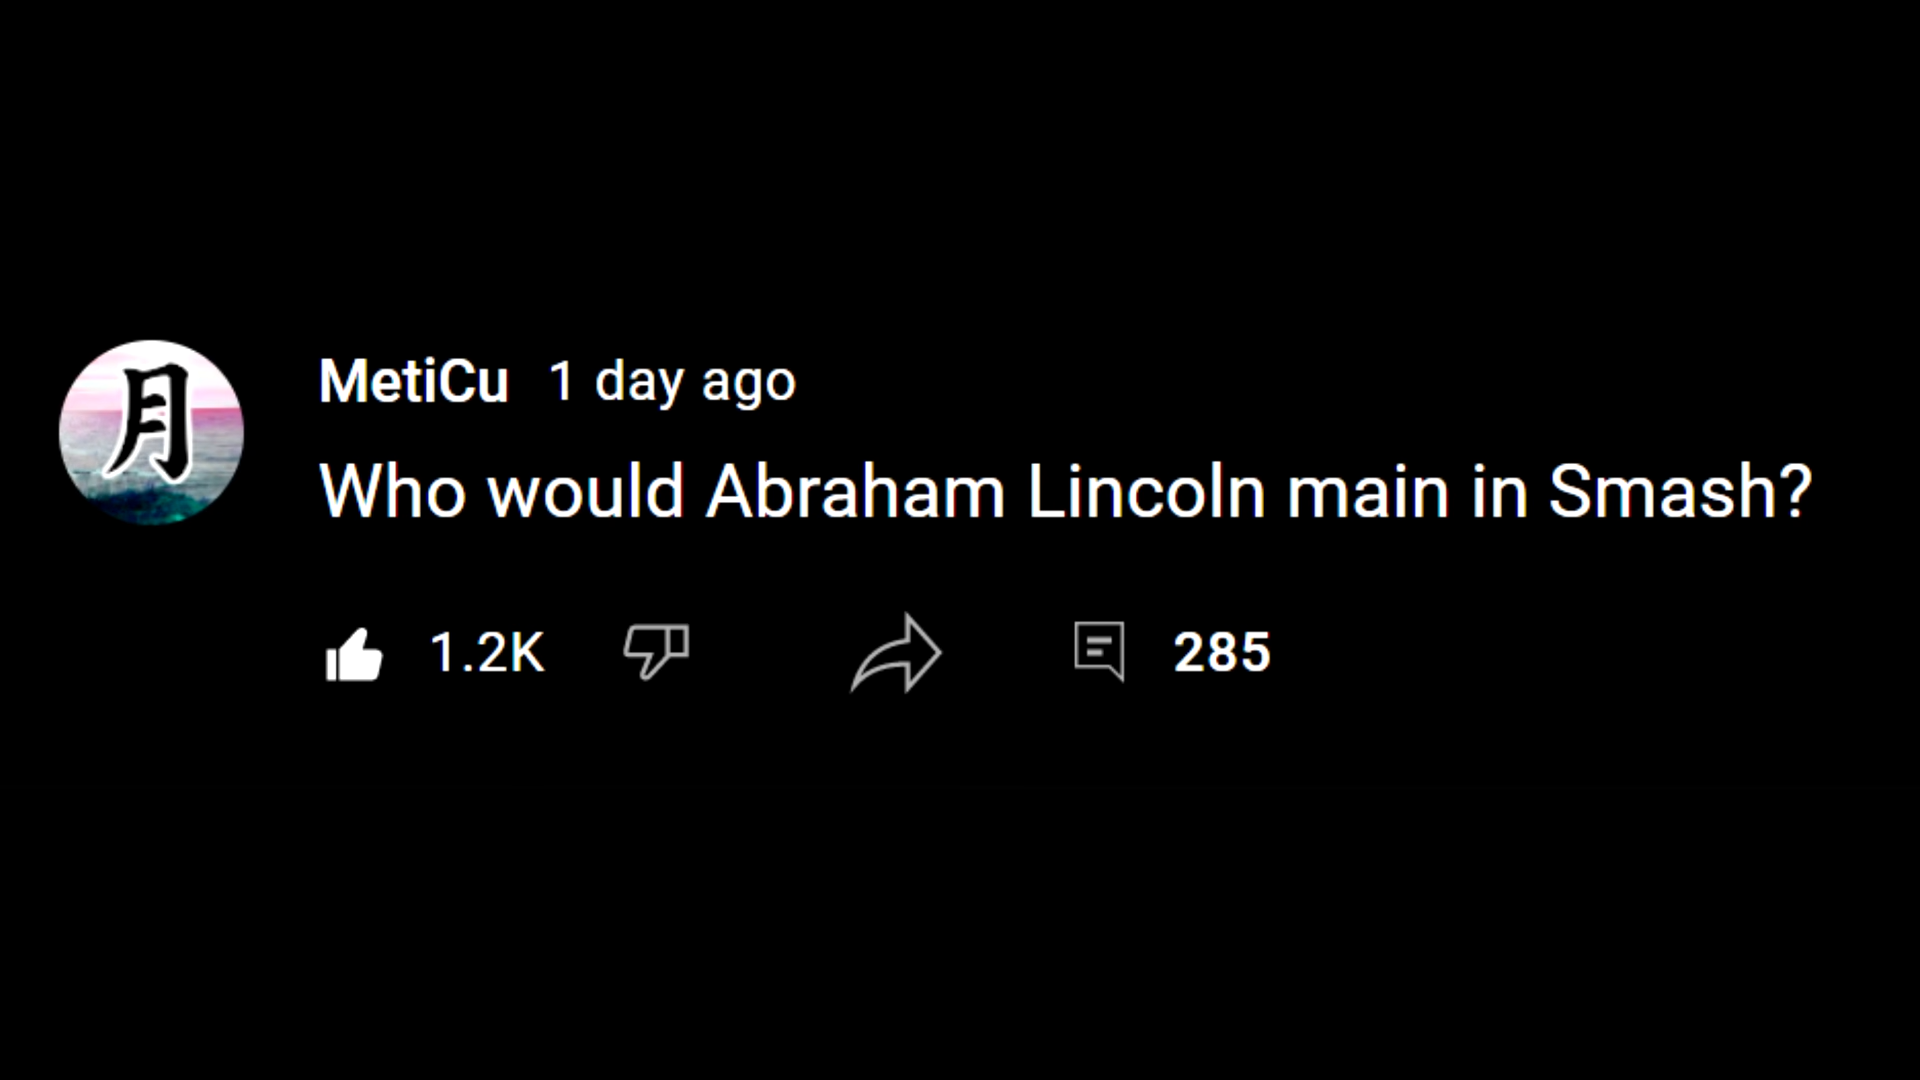 月
MetiCu 1 day ago
Who would Abraham Lincoln main in Smash?
1.2K 285